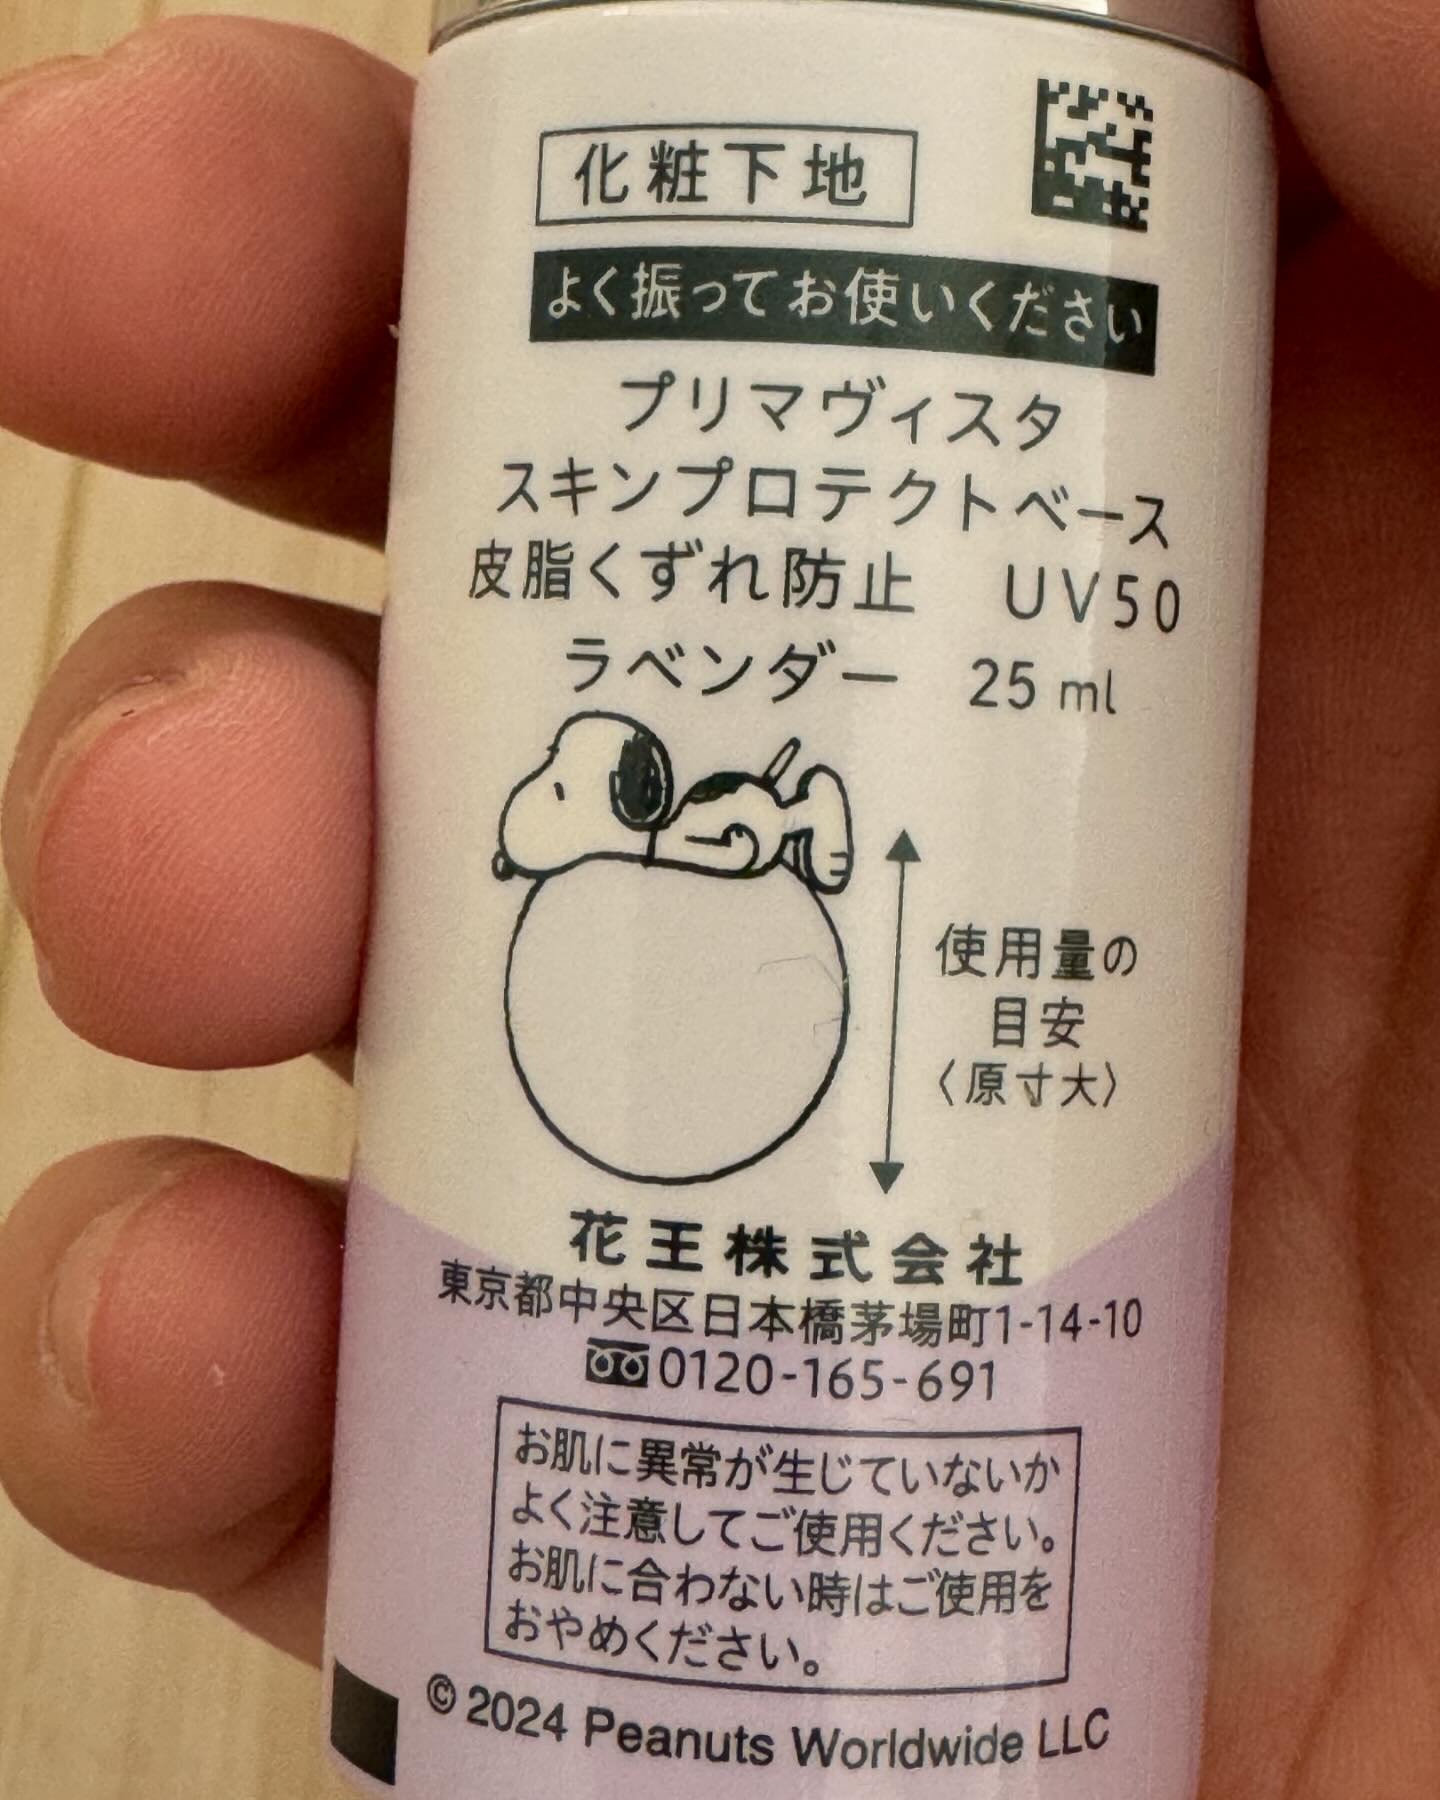 化粧下地
よく振ってお使いください
プリマヴィスタ
スキンプロテクトベース
皮脂くずれ防止 UV50
ラベンダー 25 ml
使用量の
目安
〈原寸大〉
花王株式会社
東京都中央区日本橋茅場町1-14-10
0120-165-691
お肌に異常が生じていないか
よく注意してご使用ください。
お肌に合わない時はご使用を
おやめください。
© 2024 Peanuts Worldwide LLC